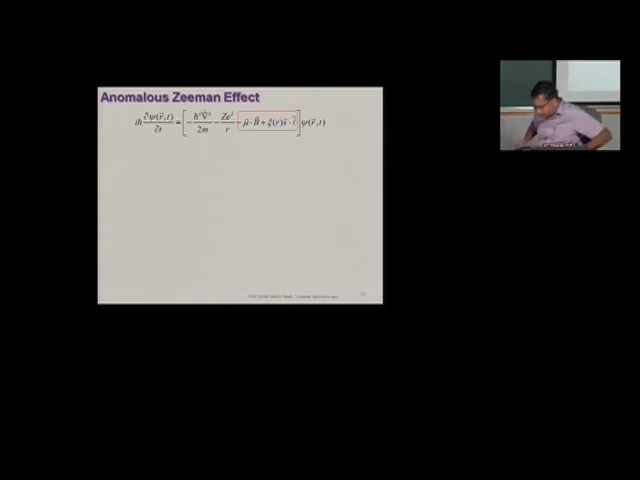 Anomalous Zeeman Effect
iħ ∂ψ(r⃗,t)/∂t = [ −ħ²∇⃗²/2m − Ze²/r − μ⃗·B⃗ + ξ(r)s⃗·l⃗ ] ψ(r⃗,t)